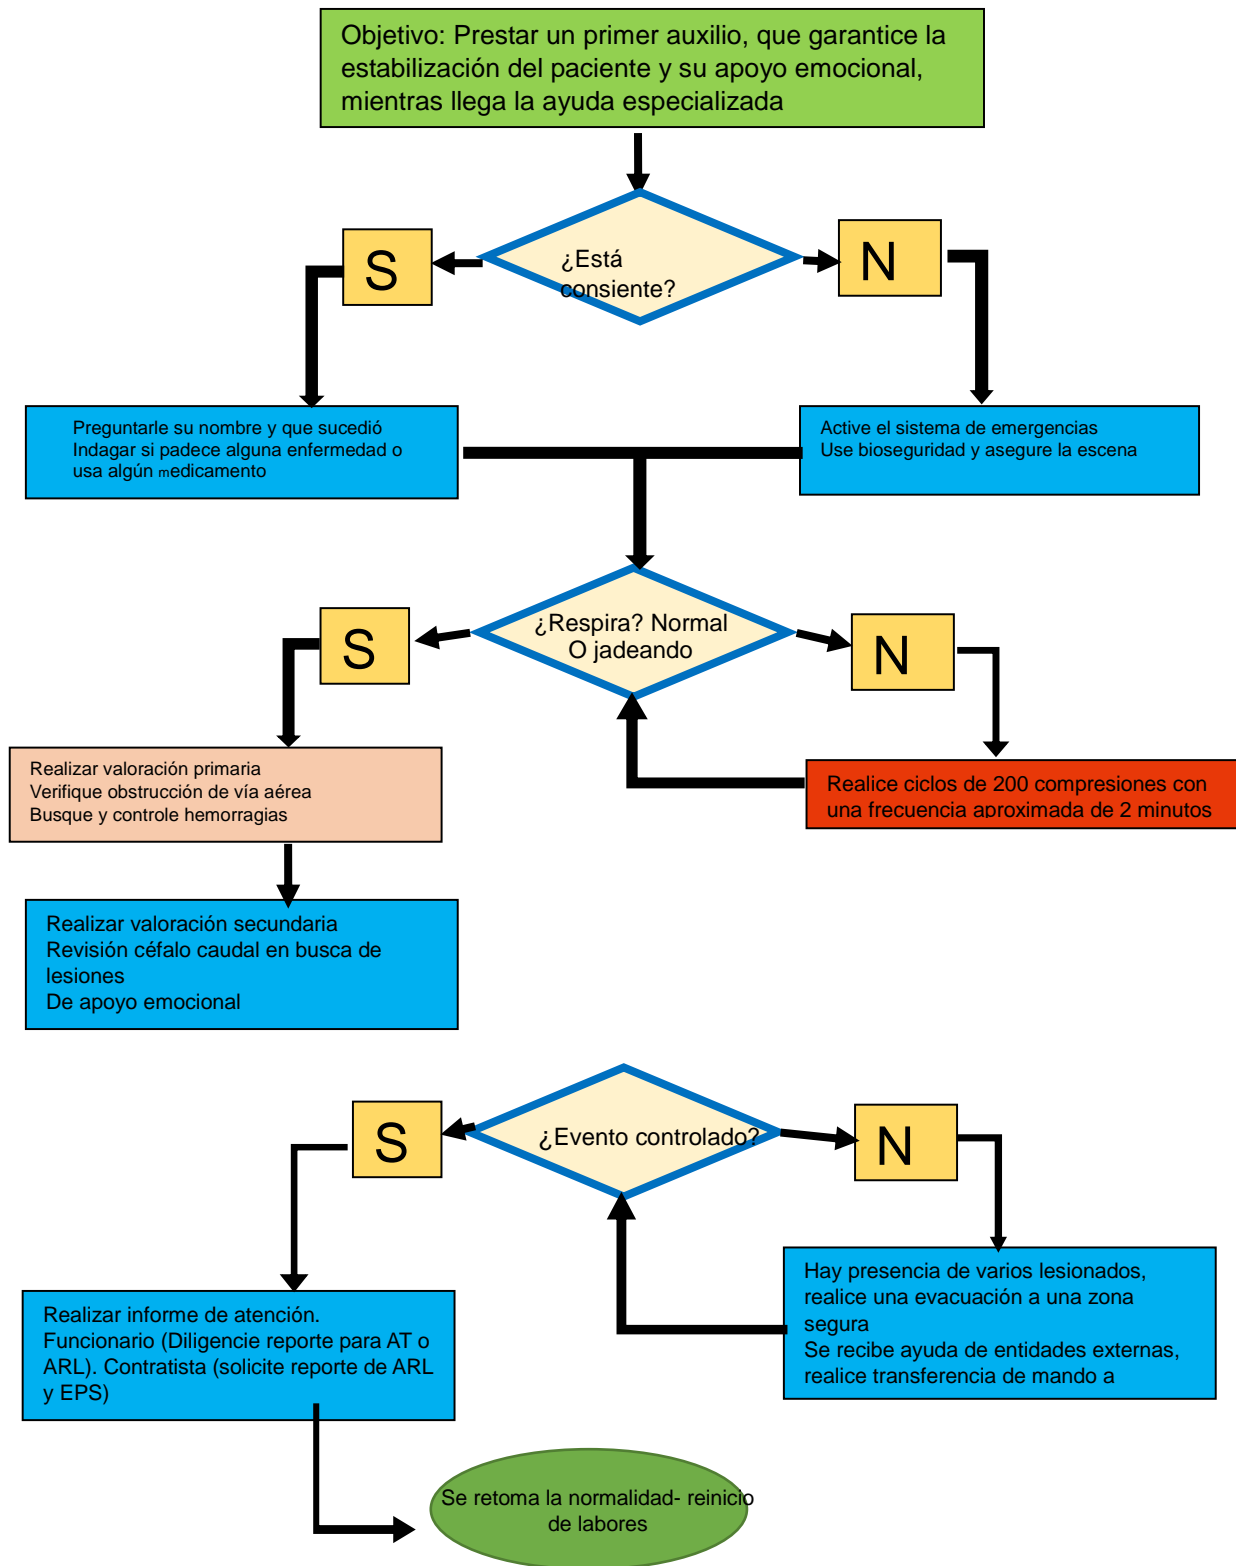 Objetivo: Prestar un primer auxilio, que garantice la
estabilización del paciente y su apoyo emocional,
mientras llega la ayuda especializada
¿Está
consiente?
S
N
Preguntarle su nombre y que sucedió
Indagar si padece alguna enfermedad o
usa algún medicamento
Active el sistema de emergencias
Use bioseguridad y asegure la escena
¿Respira? Normal
O jadeando
S
N
Realizar valoración primaria
Verifique obstrucción de vía aérea
Busque y controle hemorragias
Realice ciclos de 200 compresiones con
una frecuencia aproximada de 2 minutos
Realizar valoración secundaria
Revisión céfalo caudal en busca de
lesiones
De apoyo emocional
¿Evento controlado?
S
N
Hay presencia de varios lesionados,
realice una evacuación a una zona
segura
Se recibe ayuda de entidades externas,
realice transferencia de mando a
Realizar informe de atención.
Funcionario (Diligencie reporte para AT o
ARL). Contratista (solicite reporte de ARL
y EPS)
Se retoma la normalidad- reinicio
de labores